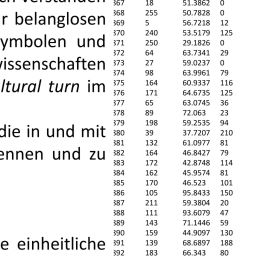 r belanglosen
ymbolen und
issenschaften
ltural turn im
die in und mit
ennen und zu
e einheitliche
367 18 51.3862 0
368 255 50.7828 0
369 5 56.7218 12
370 240 53.5179 125
371 250 29.1826 0
372 64 63.7341 29
373 27 59.0237 0
374 98 63.9961 79
375 164 60.9337 116
376 171 64.6735 125
377 65 63.0745 36
378 89 72.063 23
379 198 59.2535 94
380 39 37.7207 210
381 132 61.0977 81
382 164 46.8427 79
383 172 42.8748 114
384 162 45.9574 81
385 170 46.523 101
386 105 95.8433 150
387 211 59.3804 20
388 111 93.6079 47
389 143 71.1446 59
390 159 44.9097 130
391 139 68.6897 188
392 183 66.343 80